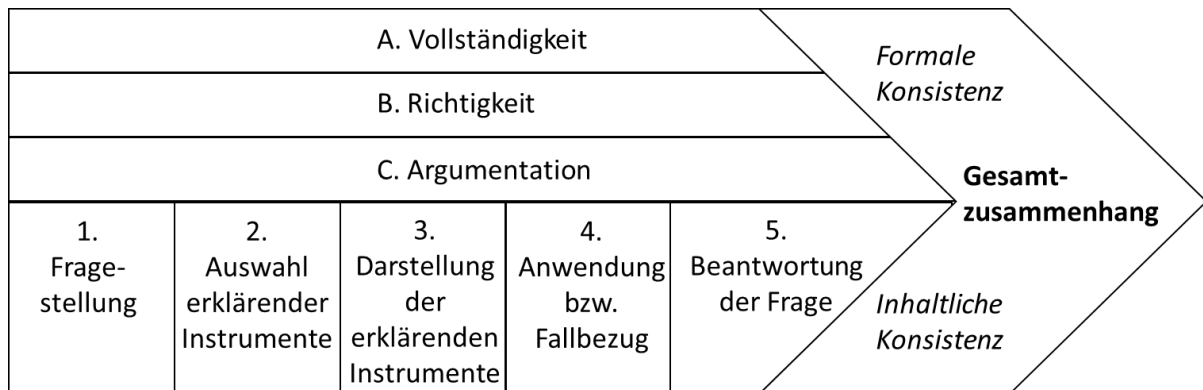 A. Vollständigkeit
B. Richtigkeit
C. Argumentation
1.
Frage-
stellung
2.
Auswahl
erklärender
Instrumente
3.
Darstellung
der
erklärenden
Instrumente
4.
Anwendung
bzw.
Fallbezug
5.
Beantwortung
der Frage
Formale
Konsistenz
Gesamt-
zusammenhang
Inhaltliche
Konsistenz